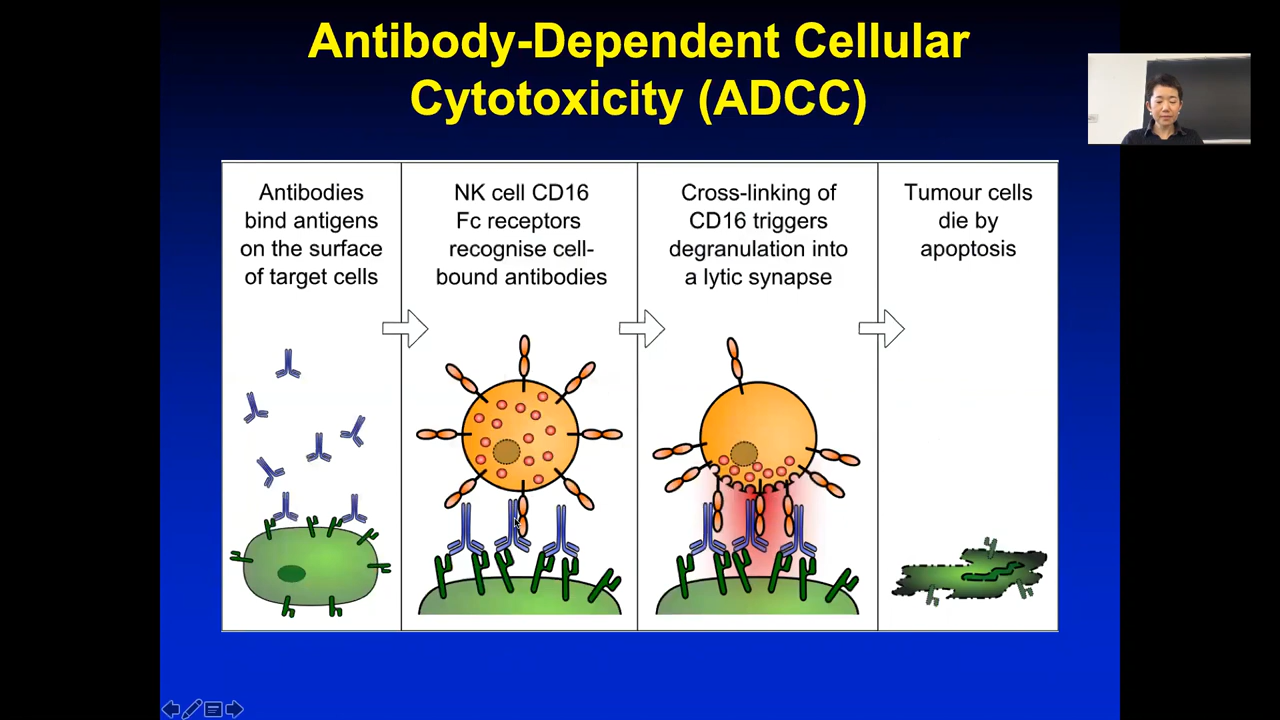 Antibody-Dependent Cellular
Cytotoxicity (ADCC)
Antibodies
bind antigens
on the surface
of target cells
NK cell CD16
Fc receptors
recognise cell-
bound antibodies
Cross-linking of
CD16 triggers
degranulation into
a lytic synapse
Tumour cells
die by
apoptosis